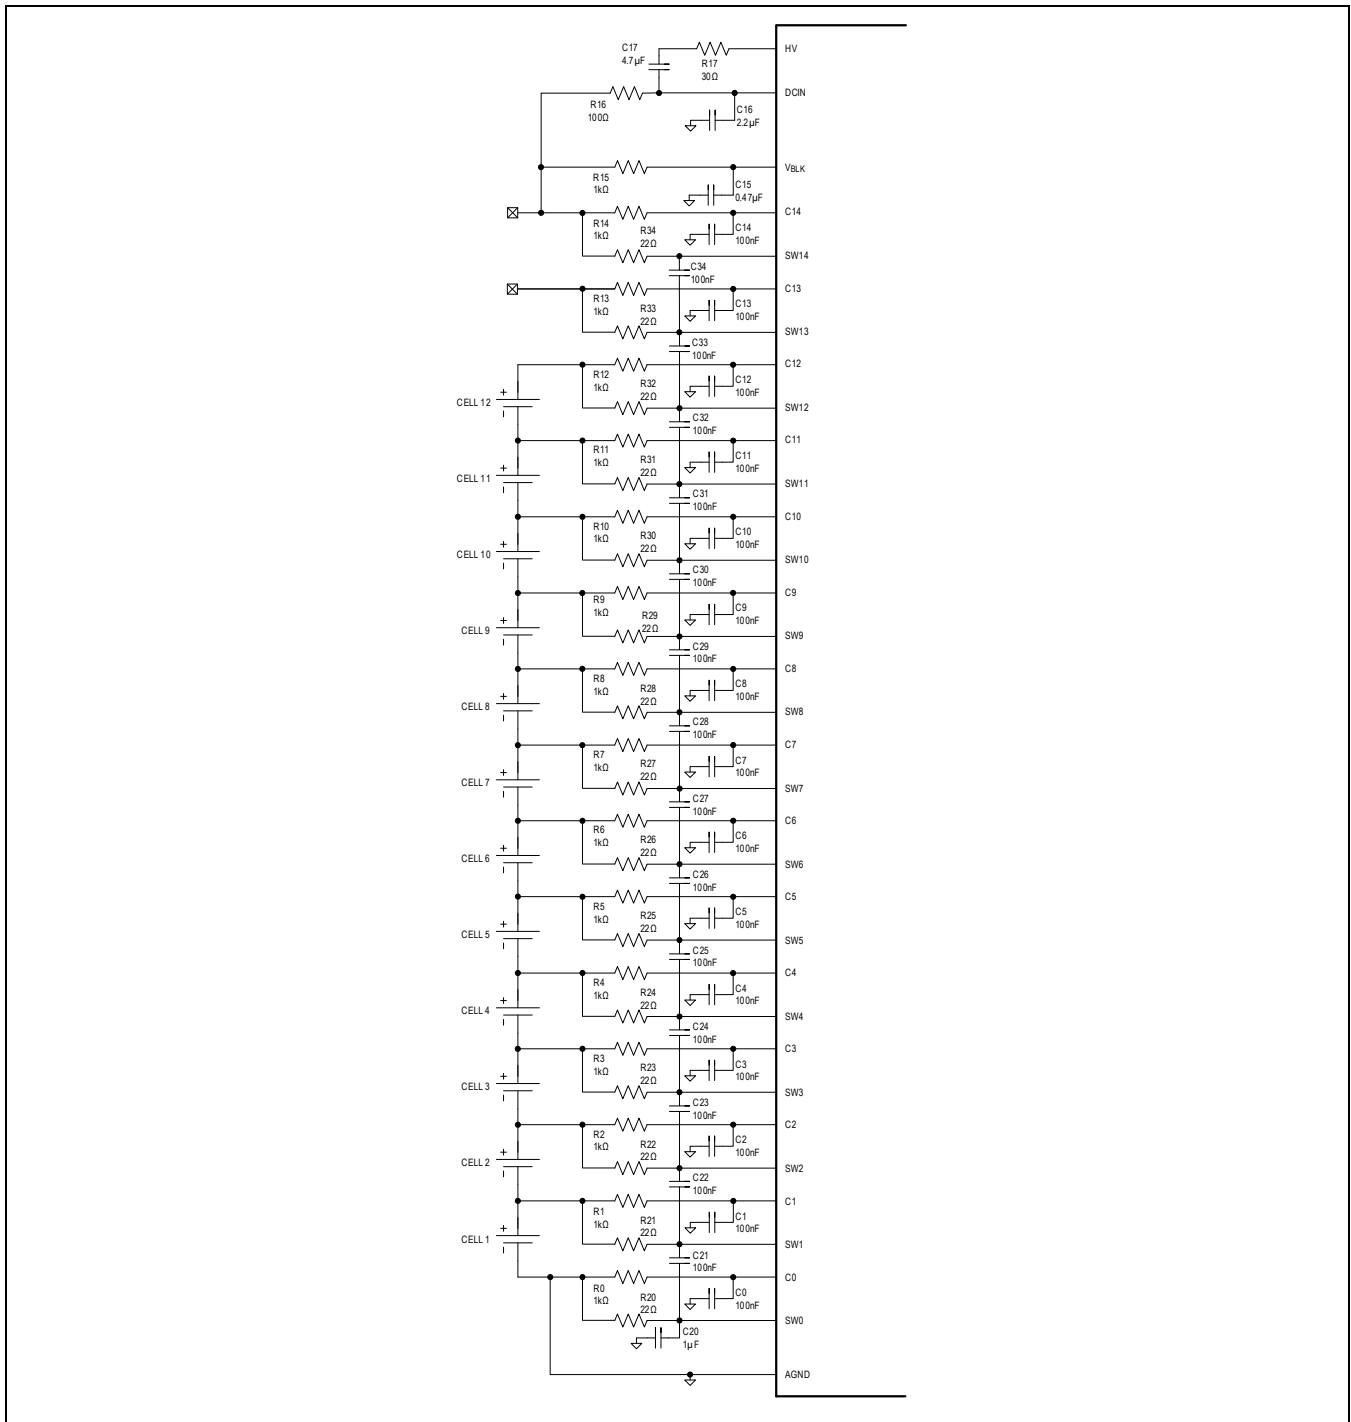 C17
4.7µF
R17
30Ω
HV
R16
100Ω
C16
2.2µF
DCIN
R15
1kΩ
C15
0.47µF
VBLK
R14
1kΩ
R34
22Ω
C14
100nF
C14
SW14
C34
100nF
R13
1kΩ
R33
22Ω
C13
100nF
C13
SW13
C33
100nF
CELL 12
+
R12
1kΩ
R32
22Ω
C12
100nF
C12
SW12
C32
100nF
CELL 11
+
R11
1kΩ
R31
22Ω
C11
100nF
C11
SW11
C31
100nF
CELL 10
+
R10
1kΩ
R30
22Ω
C10
100nF
C10
SW10
C30
100nF
CELL 9
+
R9
1kΩ
R29
22Ω
C9
100nF
C9
SW9
C29
100nF
CELL 8
+
R8
1kΩ
R28
22Ω
C8
100nF
C8
SW8
C28
100nF
CELL 7
+
R7
1kΩ
R27
22Ω
C7
100nF
C7
SW7
C27
100nF
CELL 6
+
R6
1kΩ
R26
22Ω
C6
100nF
C6
SW6
C26
100nF
CELL 5
+
R5
1kΩ
R25
22Ω
C5
100nF
C5
SW5
C25
100nF
CELL 4
+
R4
1kΩ
R24
22Ω
C4
100nF
C4
SW4
C24
100nF
CELL 3
+
R3
1kΩ
R23
22Ω
C3
100nF
C3
SW3
C23
100nF
CELL 2
+
R2
1kΩ
R22
22Ω
C2
100nF
C2
SW2
C22
100nF
CELL 1
+
R1
1kΩ
R21
22Ω
C1
100nF
C1
SW1
C21
100nF
R0
1kΩ
R20
22Ω
C0
100nF
C0
SW0
C20
1µF
AGND